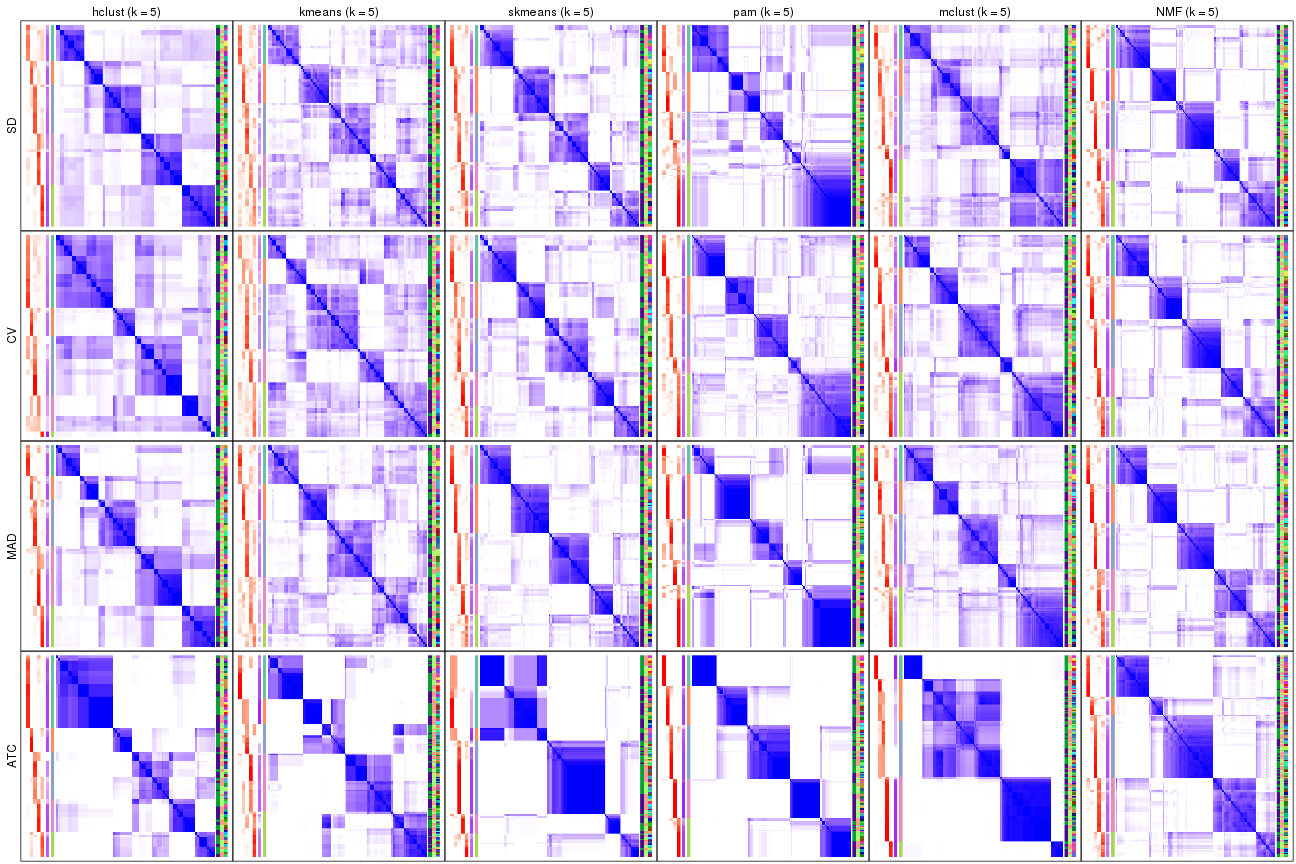 hclust (k = 5)
kmeans (k = 5)
skmeans (k = 5)
pam (k = 5)
mclust (k = 5)
NMF (k = 5)
SD
CV
MAD
ATC